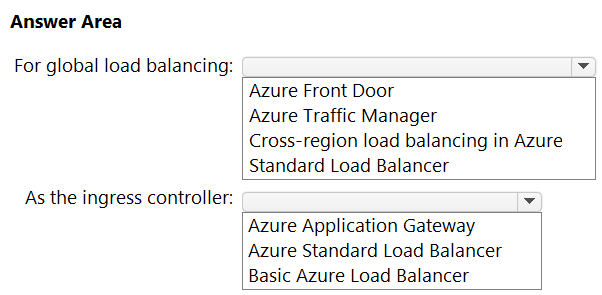 Answer Area
For global load balancing:
Azure Front Door
Azure Traffic Manager
Cross-region load balancing in Azure
Standard Load Balancer
As the ingress controller:
Azure Application Gateway
Azure Standard Load Balancer
Basic Azure Load Balancer